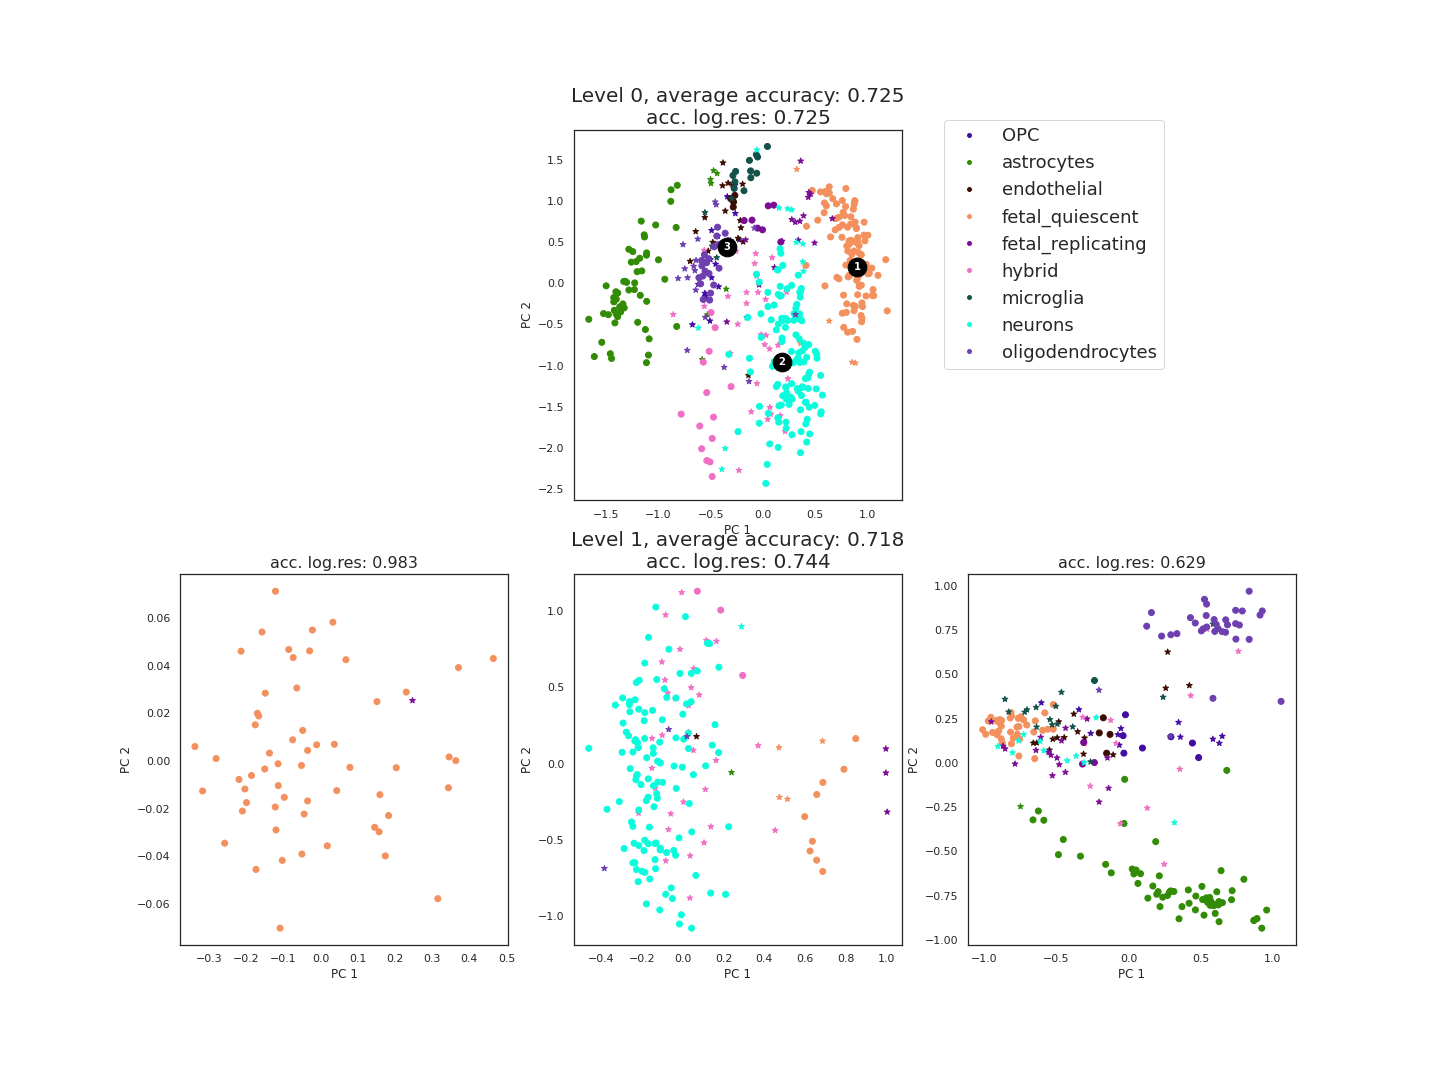 Level 0, average accuracy: 0.725
acc. log.res: 0.725
1.5
1.0
0.5
0.0
−0.5
−1.0
−1.5
−2.0
−2.5
PC 2
3
1
2
−1.5
−1.0
−0.5
0.0
0.5
1.0
PC 1
OPC
astrocytes
endothelial
fetal_quiescent
fetal_replicating
hybrid
microglia
neurons
oligodendrocytes
Level 1, average accuracy: 0.718
acc. log.res: 0.983
0.06
0.04
0.02
0.00
−0.02
−0.04
−0.06
PC 2
−0.3
−0.2
−0.1
0.0
0.1
0.2
0.3
0.4
0.5
PC 1
acc. log.res: 0.744
1.0
0.5
0.0
−0.5
−1.0
PC 2
−0.4
−0.2
0.0
0.2
0.4
0.6
0.8
1.0
PC 1
acc. log.res: 0.629
1.00
0.75
0.50
0.25
0.00
−0.25
−0.50
−0.75
−1.00
PC 2
−1.0
−0.5
0.0
0.5
1.0
PC 1